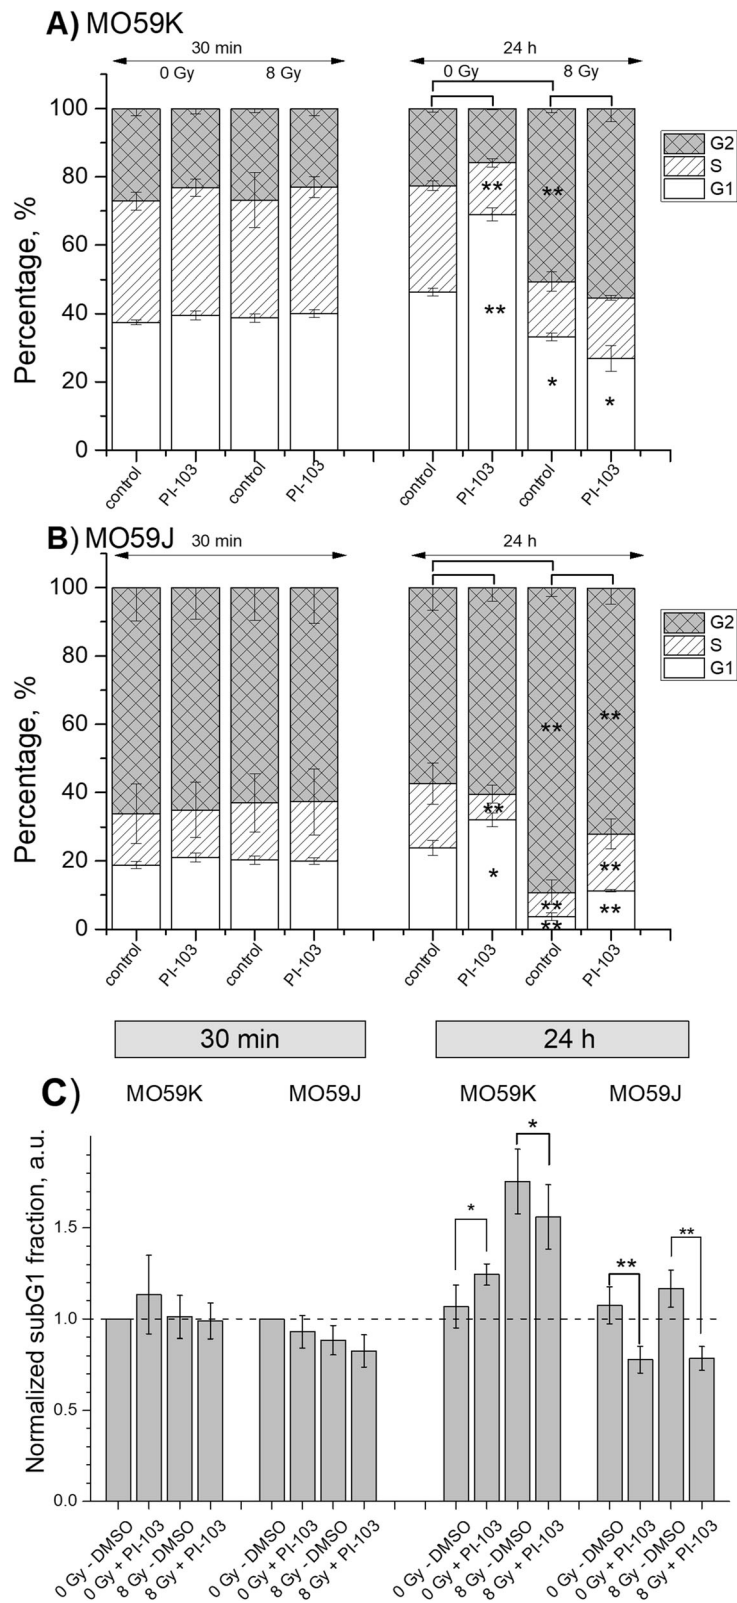 A) MO59K
30 min 24 h
0 Gy 8 Gy 0 Gy 8 Gy
100
80
60
40
20
0
Percentage, %
** **
**
*
*
G2
S
G1
control PI-103 control PI-103 control PI-103 control PI-103
B) MO59J
30 min 24 h
100
80
60
40
20
0
Percentage, %
** **
**
*
** **
** **
G2
S
G1
control PI-103 control PI-103 control PI-103 control PI-103
30 min 24 h
C) MO59K MO59J MO59K MO59J
Normalized subG1 fraction, a.u.
1.5
1.0
0.5
0.0
*
*
**
**
0 Gy - DMSO 0 Gy + PI-103 8 Gy - DMSO 8 Gy + PI-103 0 Gy - DMSO 0 Gy + PI-103 8 Gy - DMSO 8 Gy + PI-103 0 Gy - DMSO 0 Gy + PI-103 8 Gy - DMSO 8 Gy + PI-103 0 Gy - DMSO 0 Gy + PI-103 8 Gy - DMSO 8 Gy + PI-103